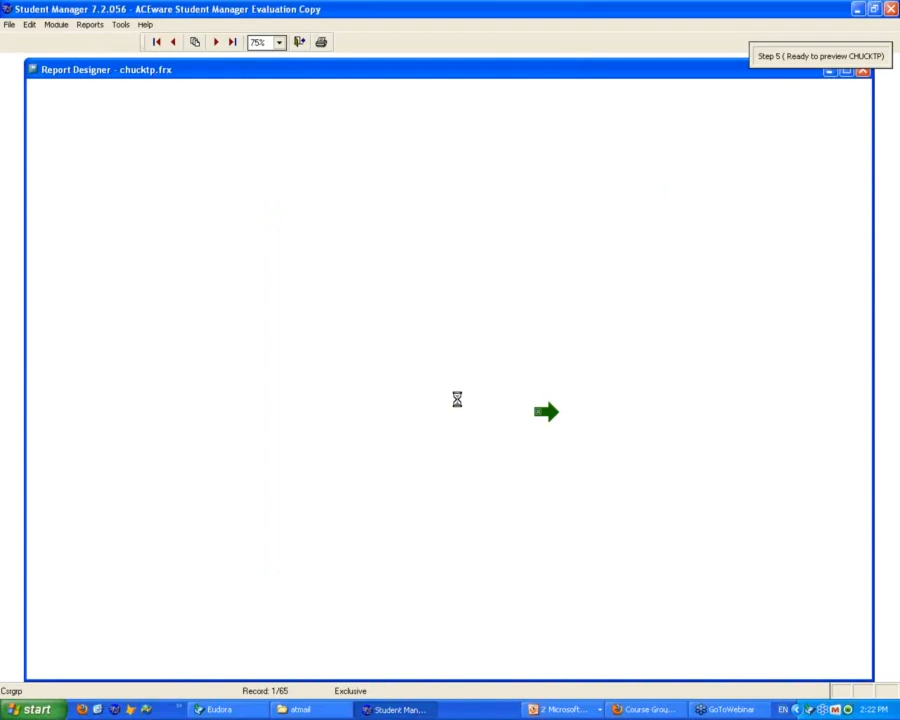 Student Manager 7.2.056 - ACEware Student Manager Evaluation Copy
File Edit Module Reports Tools Help
75%
Step 5 ( Ready to preview CHUCKTP)
Report Designer - chucktp.frx
Csrgrp Record: 1/65 Exclusive
start Eudora atmail Student Man... 2 Microsoft... Course Grou... GoToWebinar EN 2:22 PM